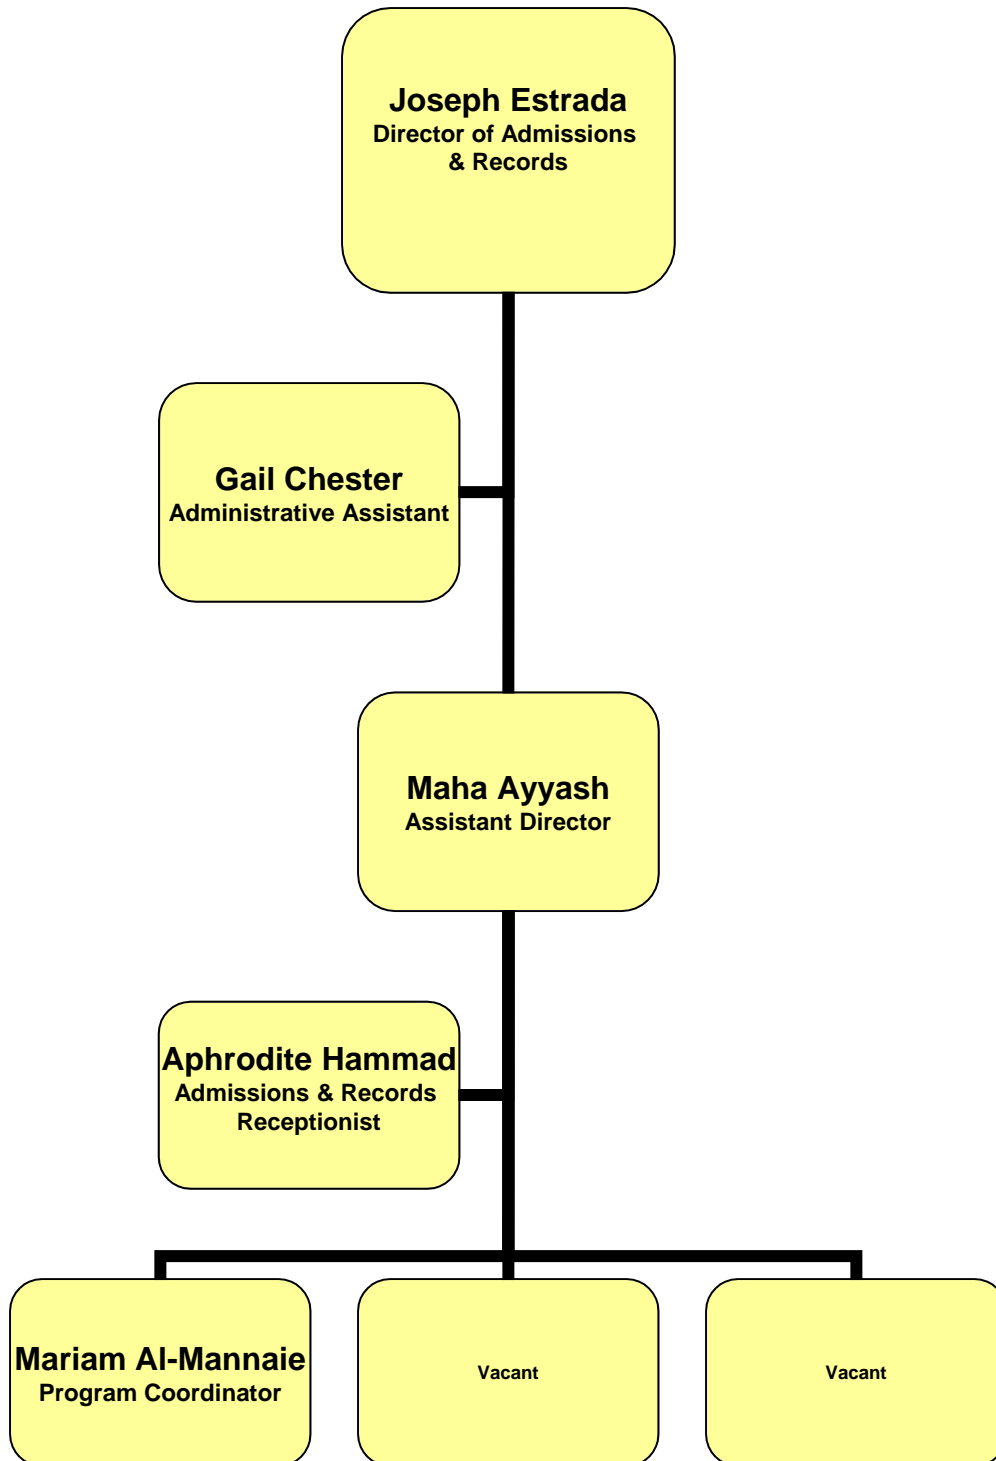 Joseph Estrada
Director of Admissions
& Records
Gail Chester
Administrative Assistant
Maha Ayyash
Assistant Director
Aphrodite Hammad
Admissions & Records
Receptionist
Mariam Al-Mannaie
Program Coordinator
Vacant
Vacant